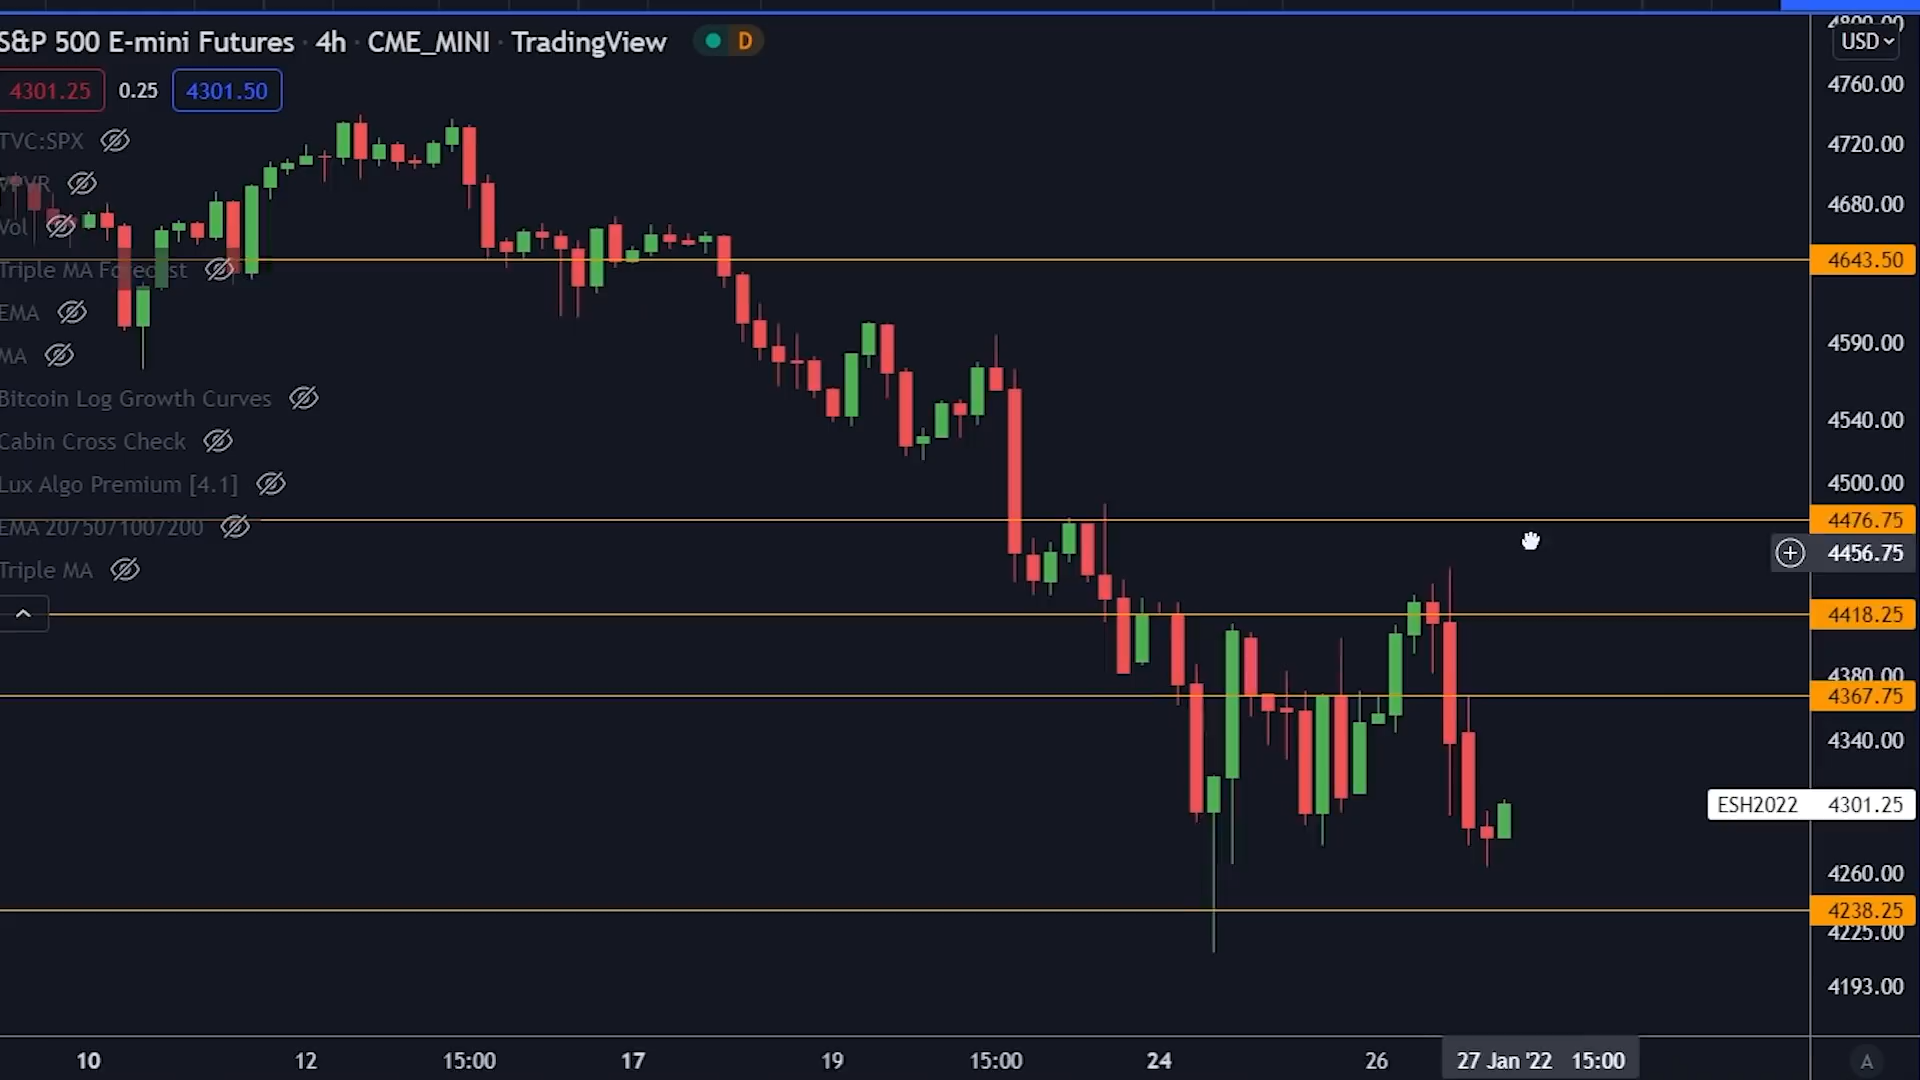 S&P 500 E-mini Futures · 4h · CME_MINI · TradingView D
4301.25 0.25 4301.50
TVC:SPX
VPVR
Vol
Triple MA Forecast
EMA
MA
Bitcoin Log Growth Curves
Cabin Cross Check
Lux Algo Premium [4.1]
EMA 20/50/100/200
Triple MA
4800.00
USD
4760.00
4720.00
4680.00
4643.50
4590.00
4540.00
4500.00
4476.75
4456.75
4418.25
4380.00
4367.75
4340.00
ESH2022 4301.25
4260.00
4238.25
4225.00
4193.00
10 12 15:00 17 19 15:00 24 26 27 Jan '22 15:00 A